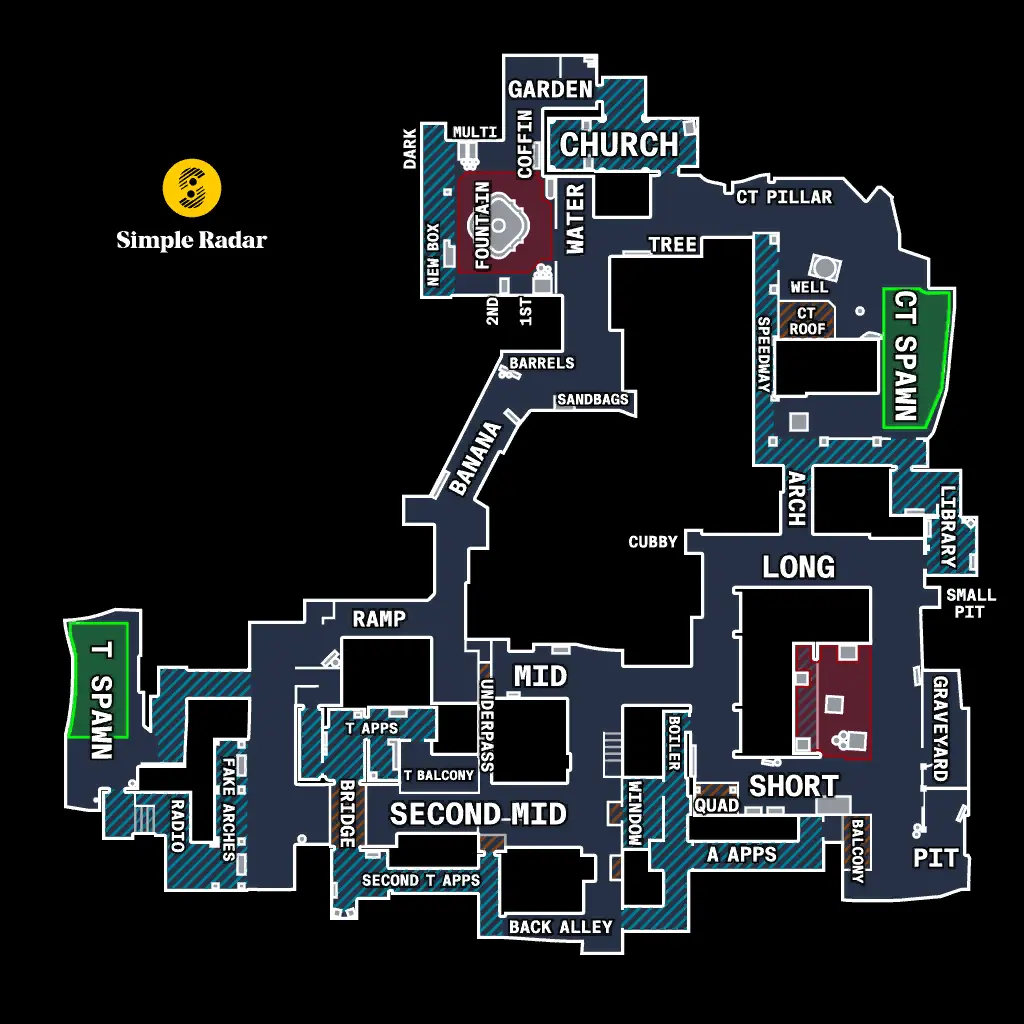 GARDEN
MULTI
COFFIN
CHURCH
DARK
FOUNTAIN
WATER
CT PILLAR
Simple Radar
NEW BOX
TREE
WELL
2ND
1ST
CT
ROOF
CT SPAWN
SPEEDWAY
BARRELS
SANDBAGS
BANANA
ARCH
LIBRARY
CUBBY
LONG
SMALL
PIT
RAMP
T SPAWN
MID
UNDERPASS
GRAVEYARD
T APPS
BOILER
T BALCONY
SHORT
FAKE ARCHES
RADIO
BRIDGE
SECOND MID
WINDOW
QUAD
BALCONY
A APPS
PIT
SECOND T APPS
BACK ALLEY